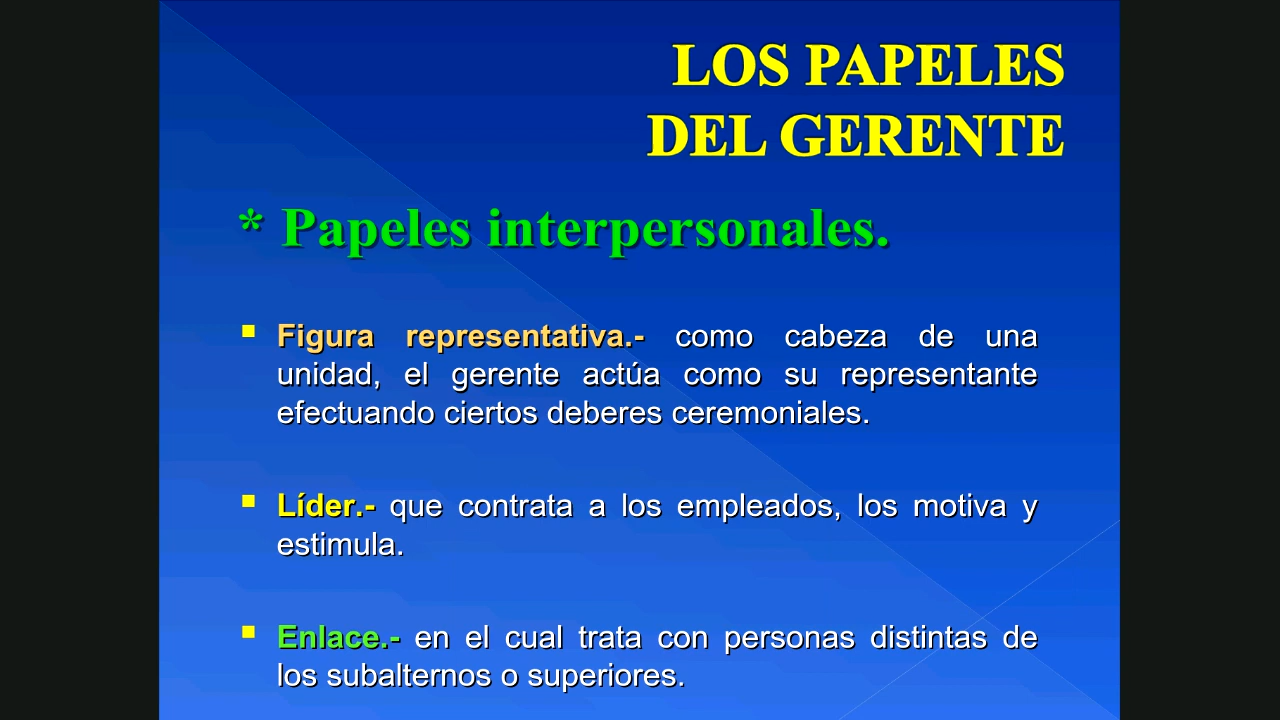 LOS PAPELES
DEL GERENTE
* Papeles interpersonales.
Figura representativa.- como cabeza de una
unidad, el gerente actúa como su representante
efectuando ciertos deberes ceremoniales.
Líder.- que contrata a los empleados, los motiva y
estimula.
Enlace.- en el cual trata con personas distintas de
los subalternos o superiores.